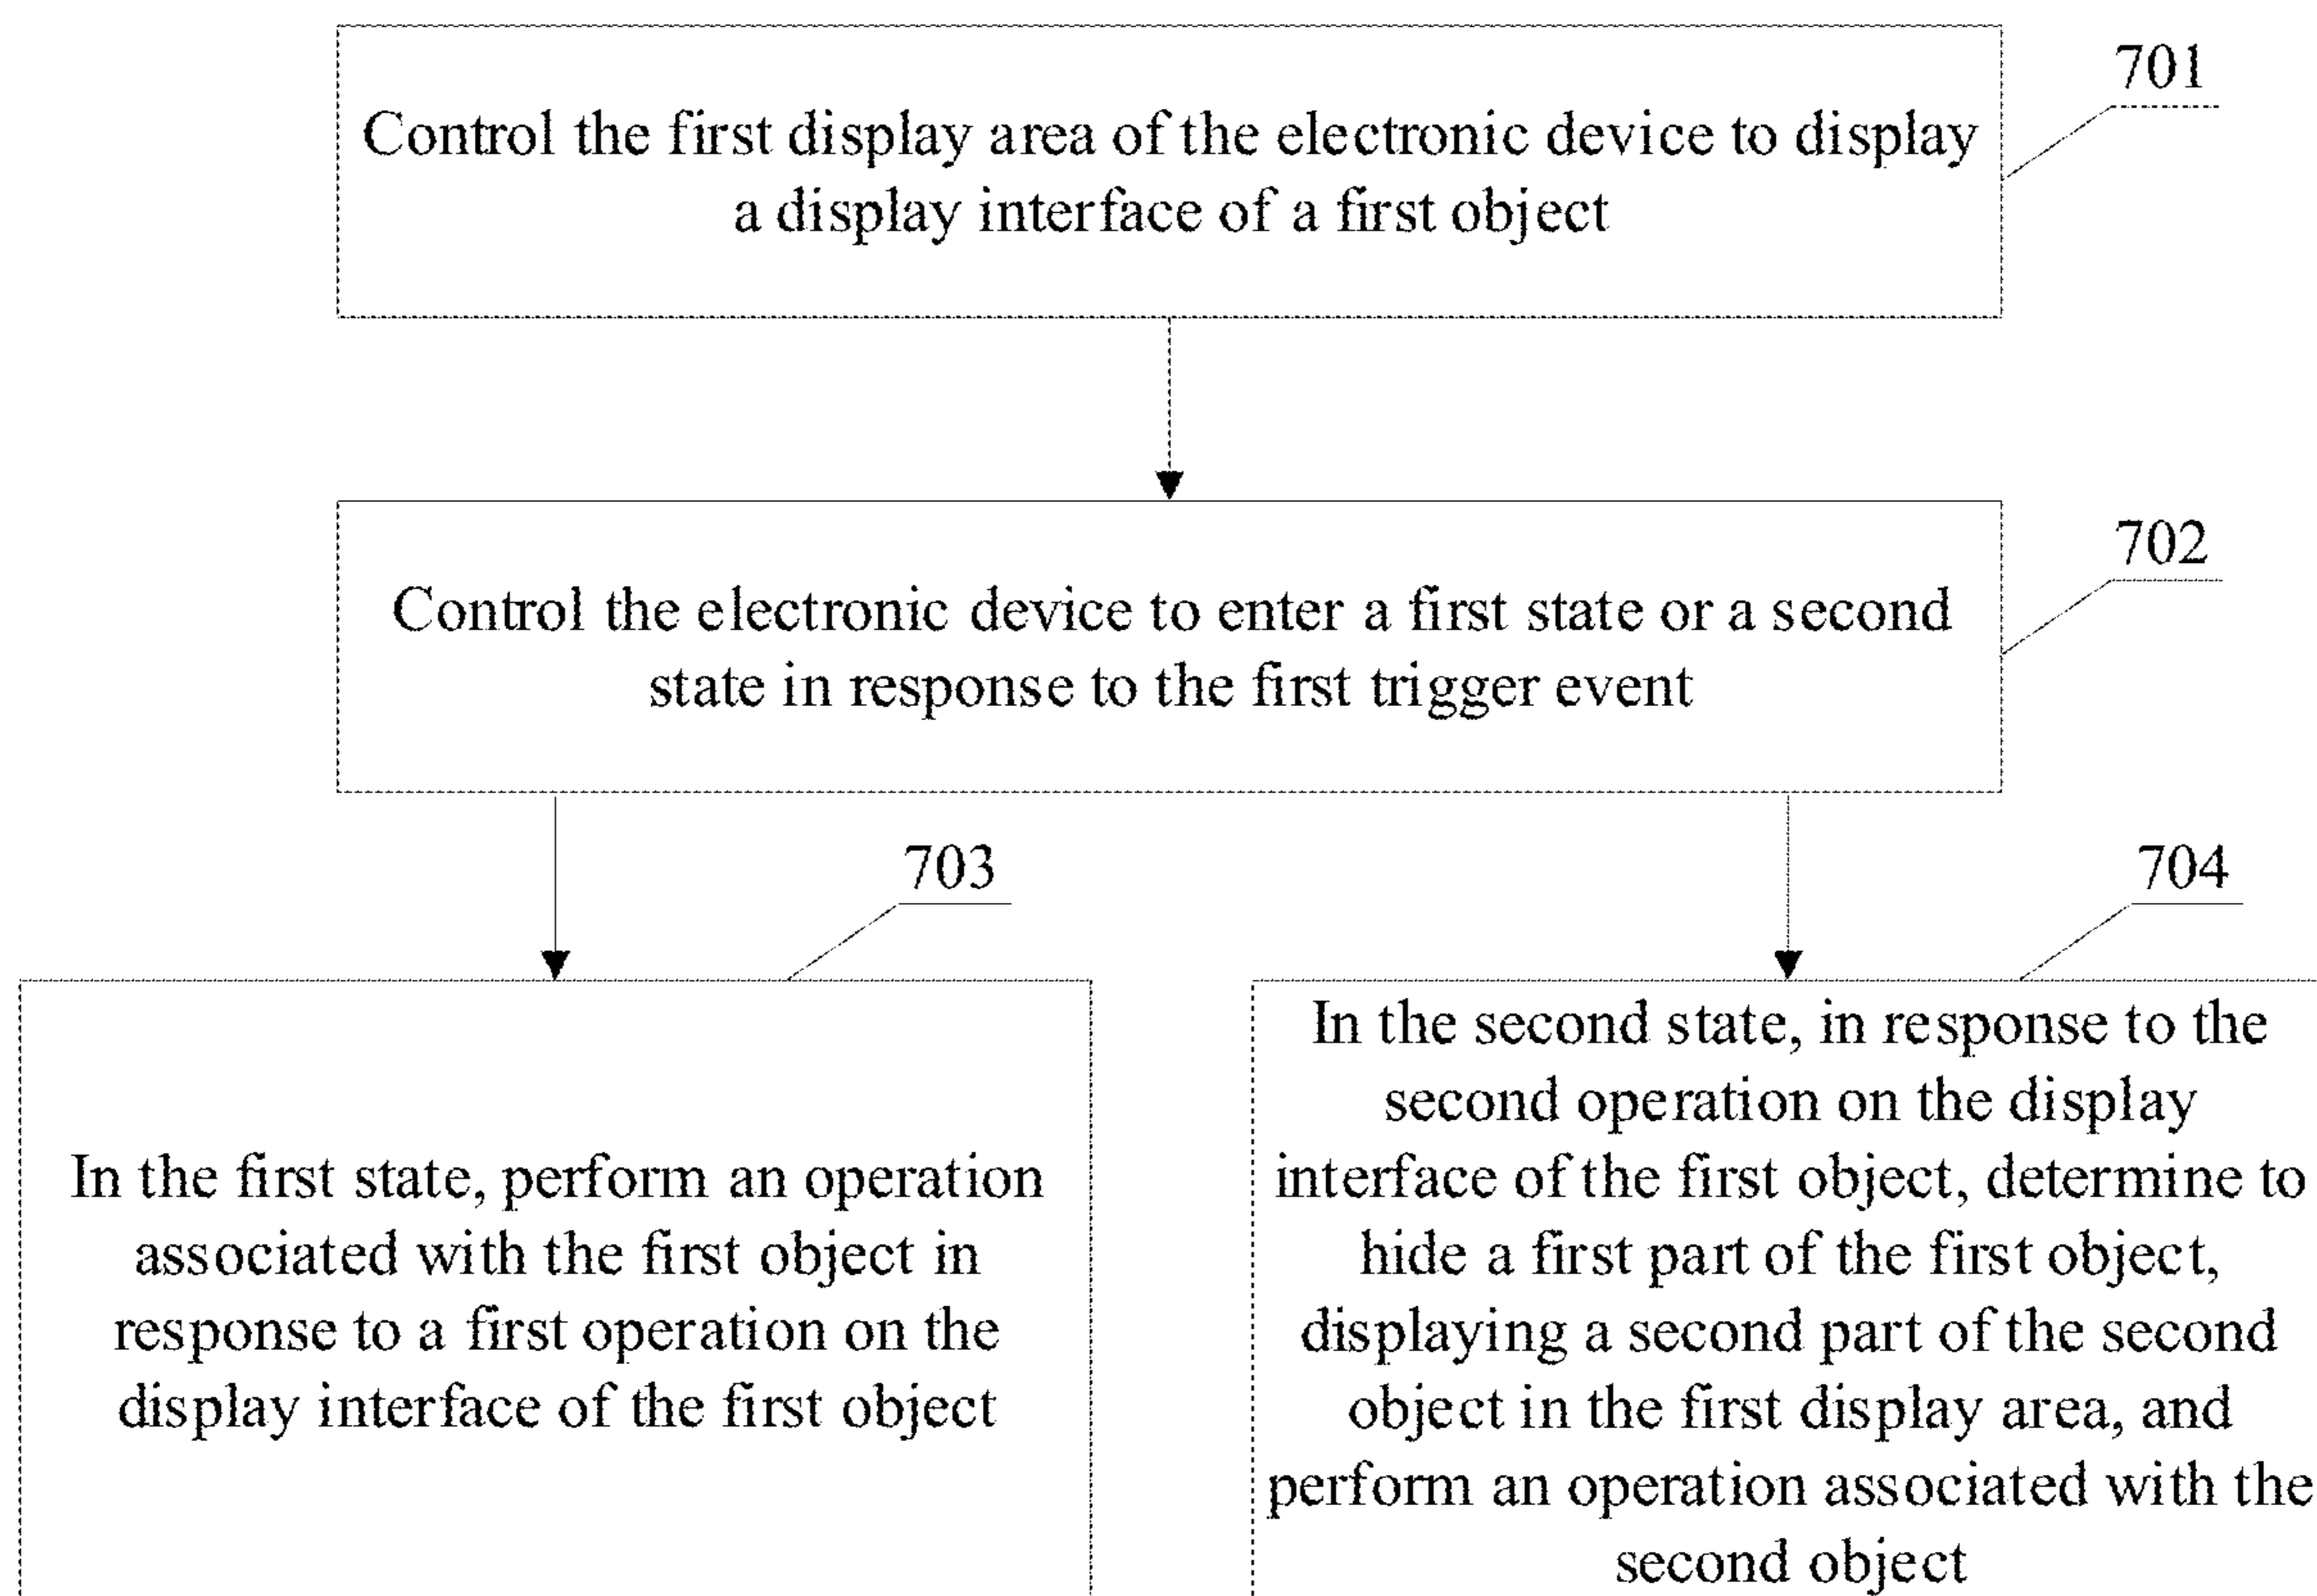 701
Control the first display area of the electronic device to display
a display interface of a first object
702
Control the electronic device to enter a first state or a second
state in response to the first trigger event
703
In the first state, perform an operation
associated with the first object in
response to a first operation on the
display interface of the first object
704
In the second state, in response to the
second operation on the display
interface of the first object, determine to
hide a first part of the first object,
displaying a second part of the second
object in the first display area, and
perform an operation associated with the
second object